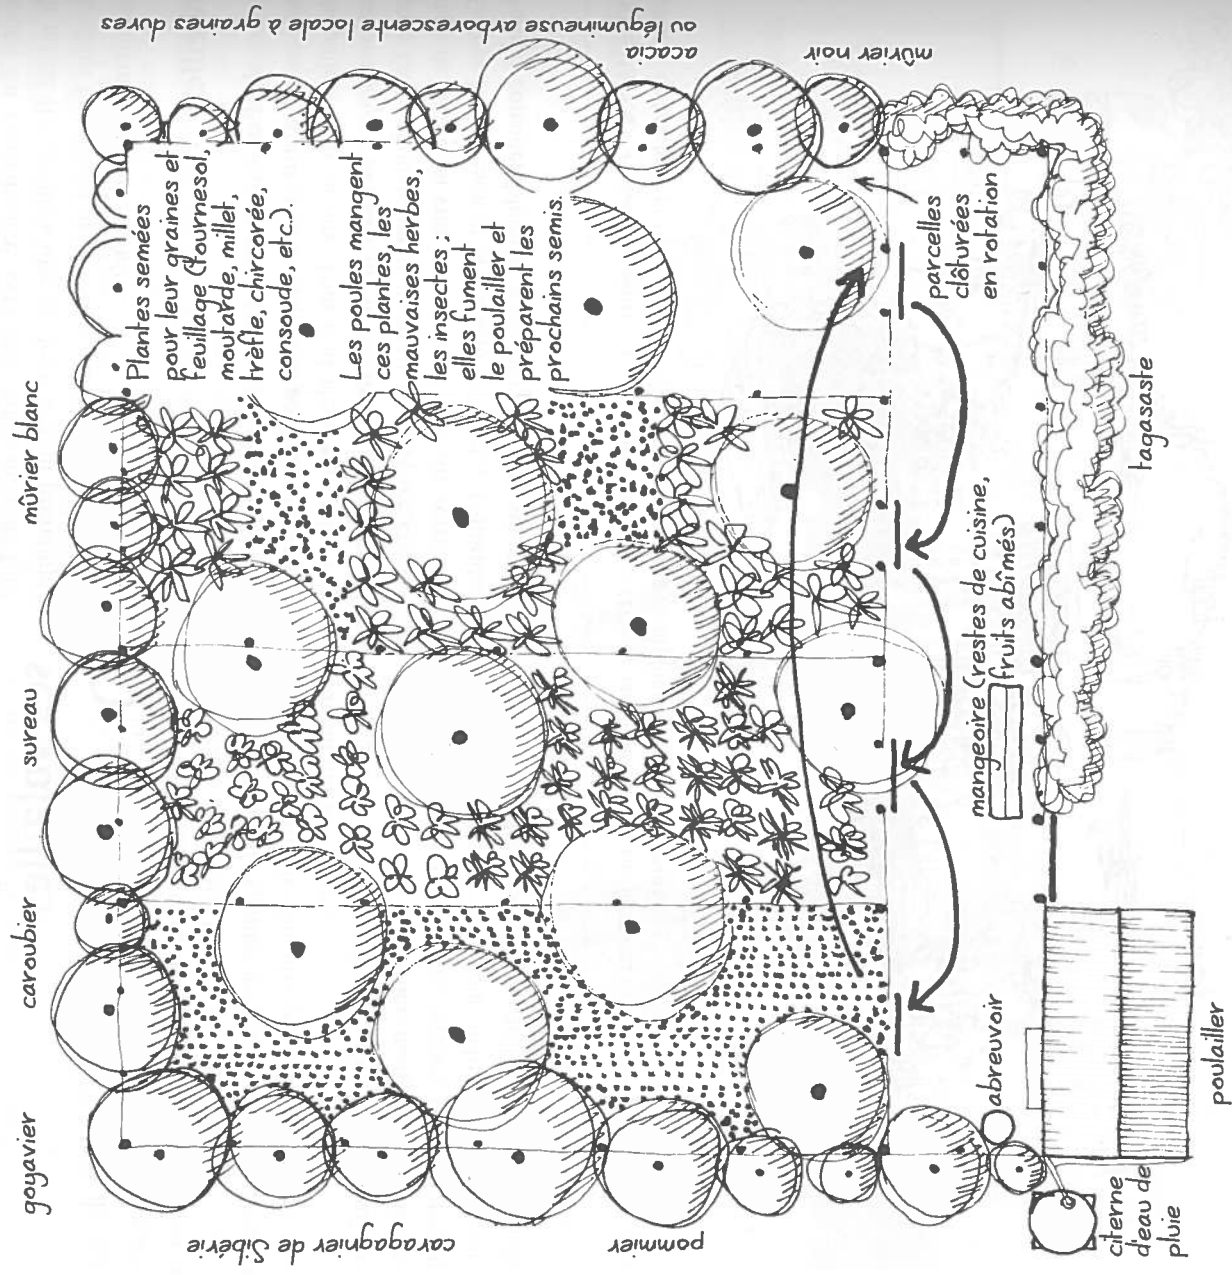 ou légumineuse arborescente locale à graines dures
acacia
mûrier noir
mûrier blanc
sureau
caroubier
goyavier
Plantes semées
pour leur graines et
feuillage (tournesol,
moutarde, millet,
trèfle, chircorée,
consoude, etc.).
Les poules mangent
ces plantes, les
mauvaises herbes,
les insectes ;
elles fument
le poulailler et
préparent les
prochains semis.
parcelles
clôturées
en rotation
tagasaste
mangeoire (restes de cuisine,
fruits abîmés)
abreuvoir
poulailler
citerne
d'eau de
pluie
caragagnier de Sibérie
pommier